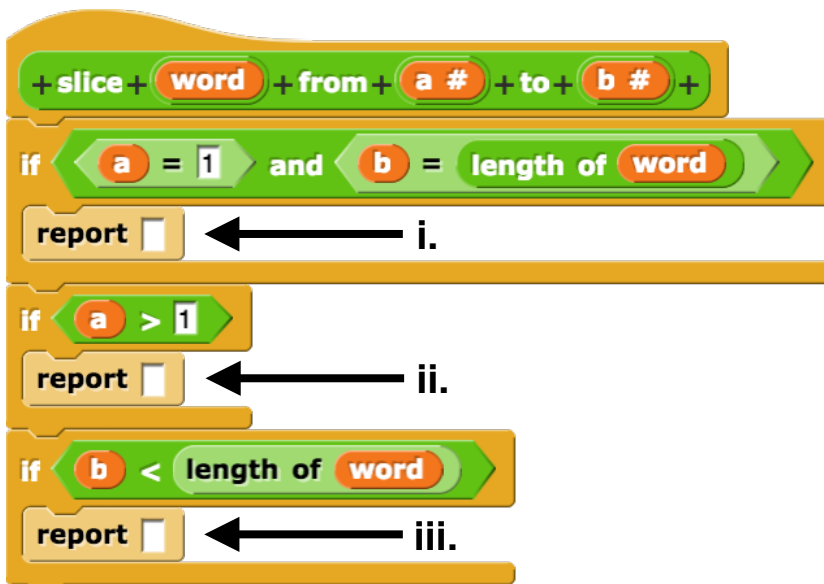 + slice + word + from + a # + to + b # +
if a = 1 and b = length of word
report i.
if a > 1
report ii.
if b < length of word
report iii.